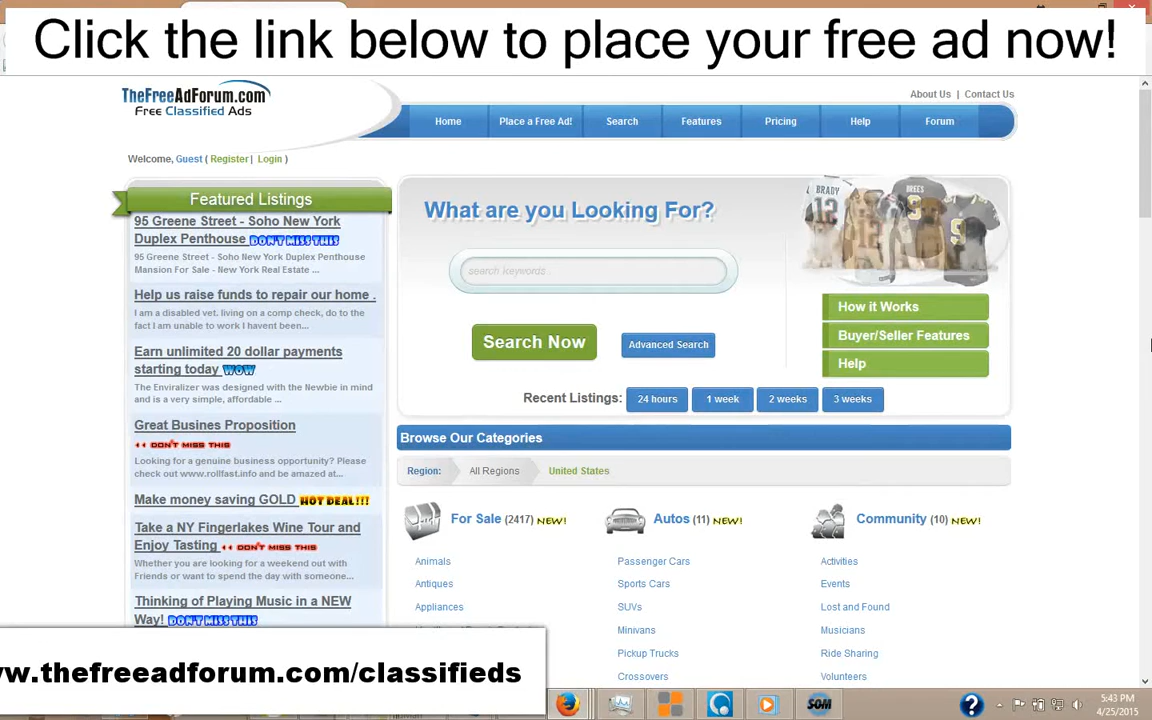 Click the link below to place your free ad now!
TheFreeAdForum.com
Free Classified Ads
About Us | Contact Us
Home
Place a Free Ad!
Search
Features
Pricing
Help
Forum
Welcome, Guest ( Register | Login )
Featured Listings
95 Greene Street - Soho New York
Duplex Penthouse DON'T MISS THIS
95 Greene Street - Soho New York Duplex Penthouse
Mansion For Sale - New York Real Estate ...
Help us raise funds to repair our home .
I am a disabled vet. living on a comp check, do to the
fact I am unable to work I havent been...
Earn unlimited 20 dollar payments
starting today WOW
The Enviralizer was designed with the Newbie in mind
and is a very simple, affordable ...
Great Busines Proposition
DON'T MISS THIS
Looking for a genuine business opportunity? Please
check out www.rollfast.info and be amazed at...
Make money saving GOLD HOT DEAL!!!
Take a NY Fingerlakes Wine Tour and
Enjoy Tasting DON'T MISS THIS
Whether you are looking for a weekend out with
Friends or want to spend the day with someone...
Thinking of Playing Music in a NEW
Way! DON'T MISS THIS
What are you Looking For?
search keywords .
Search Now
Advanced Search
BRADY
12
BREES
9
How it Works
Buyer/Seller Features
Help
Recent Listings:
24 hours
1 week
2 weeks
3 weeks
Browse Our Categories
Region:
All Regions
United States
For Sale (2417) NEW!
Animals
Antiques
Appliances
Autos (11) NEW!
Passenger Cars
Sports Cars
SUVs
Minivans
Pickup Trucks
Crossovers
Community (10) NEW!
Activities
Events
Lost and Found
Musicians
Ride Sharing
Volunteers
w.thefreeadforum.com/classifieds
SOM
?
5:43 PM
4/25/2015